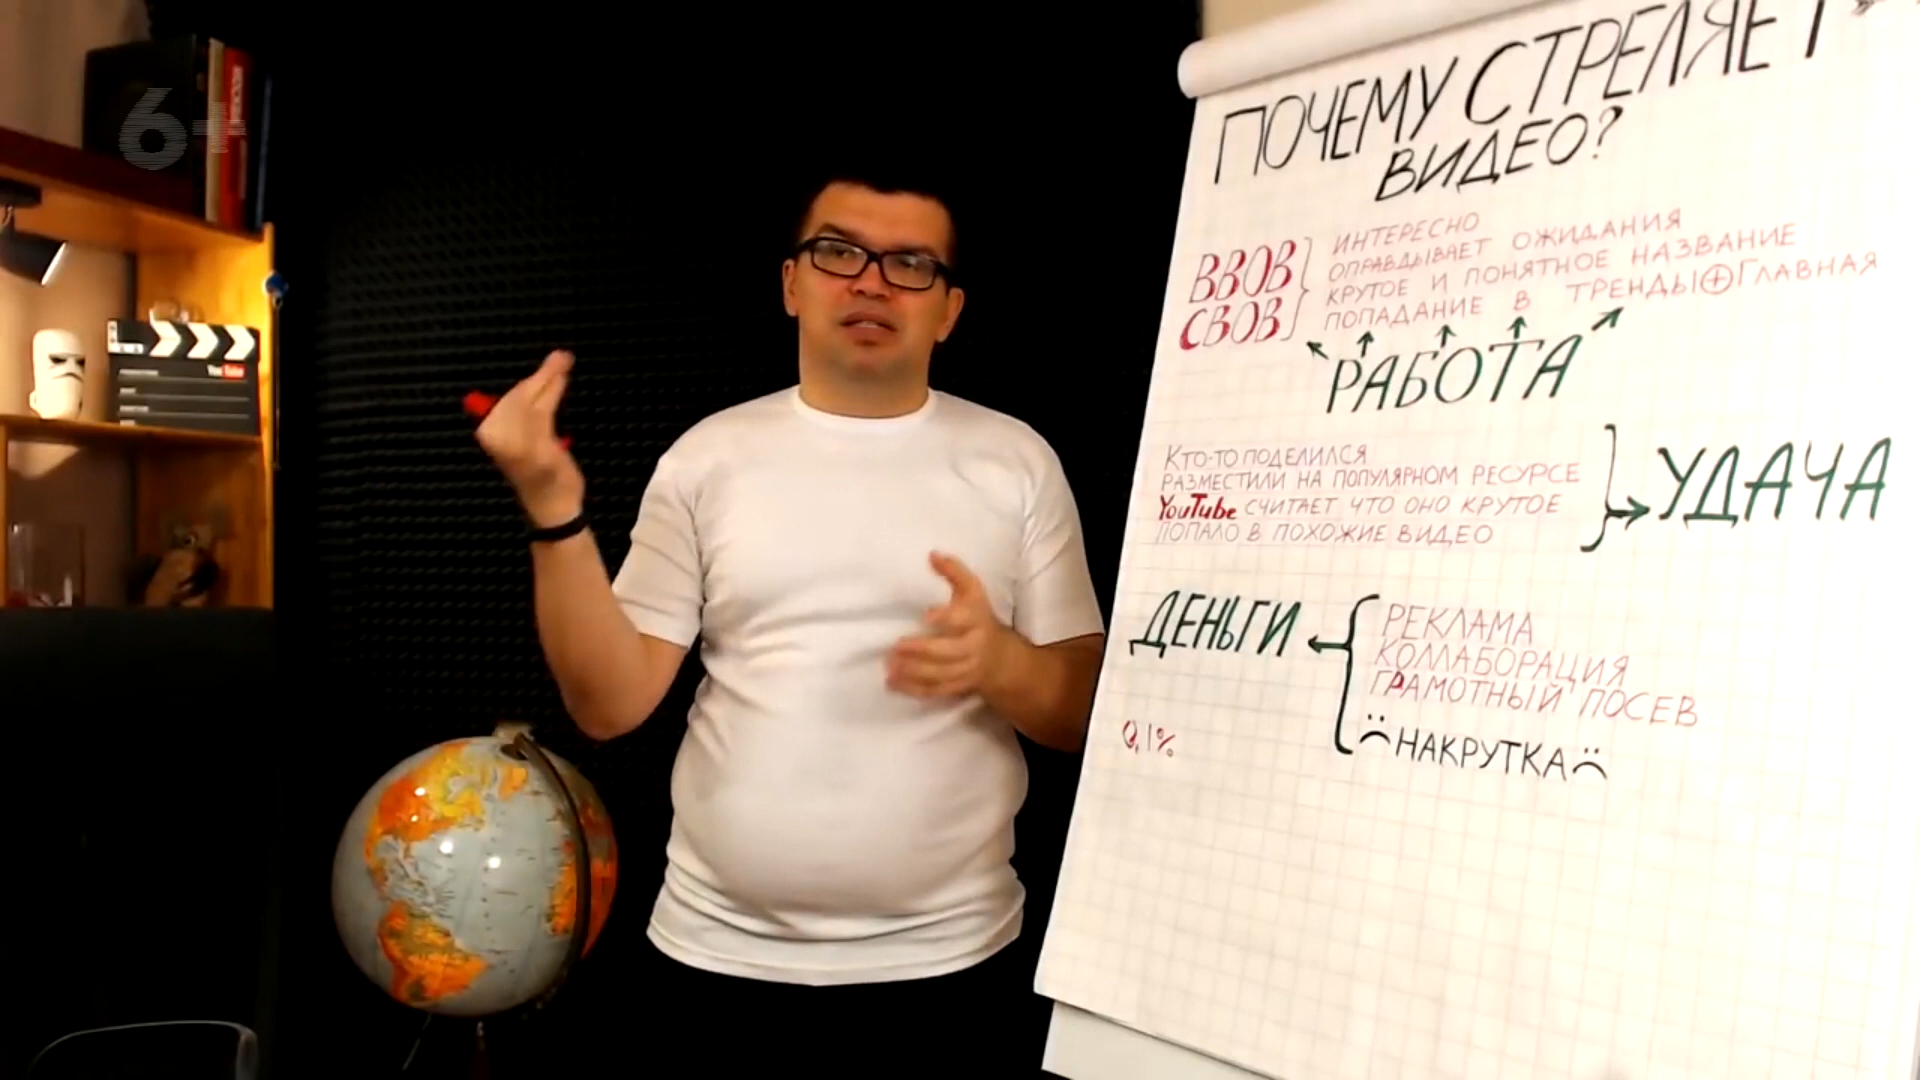 6+
YouTube
ПОЧЕМУ СТРЕЛЯЕТ
ВИДЕО?
ВВОВ
СВОВ
ИНТЕРЕСНО
ОПРАВДЫВАЕТ ОЖИДАНИЯ
КРУТОЕ И ПОНЯТНОЕ НАЗВАНИЕ
ПОПАДАНИЕ В ТРЕНДЫ+ГЛАВНАЯ
РАБОТА
КТО-ТО ПОДЕЛИЛСЯ
РАЗМЕСТИЛИ НА ПОПУЛЯРНОМ РЕСУРСЕ
YouTube СЧИТАЕТ ЧТО ОНО КРУТОЕ
ПОПАЛО В ПОХОЖИЕ ВИДЕО
УДАЧА
ДЕНЬГИ
РЕКЛАМА
КОЛЛАБОРАЦИЯ
ГРАМОТНЫЙ ПОСЕВ
НАКРУТКА
0,1%